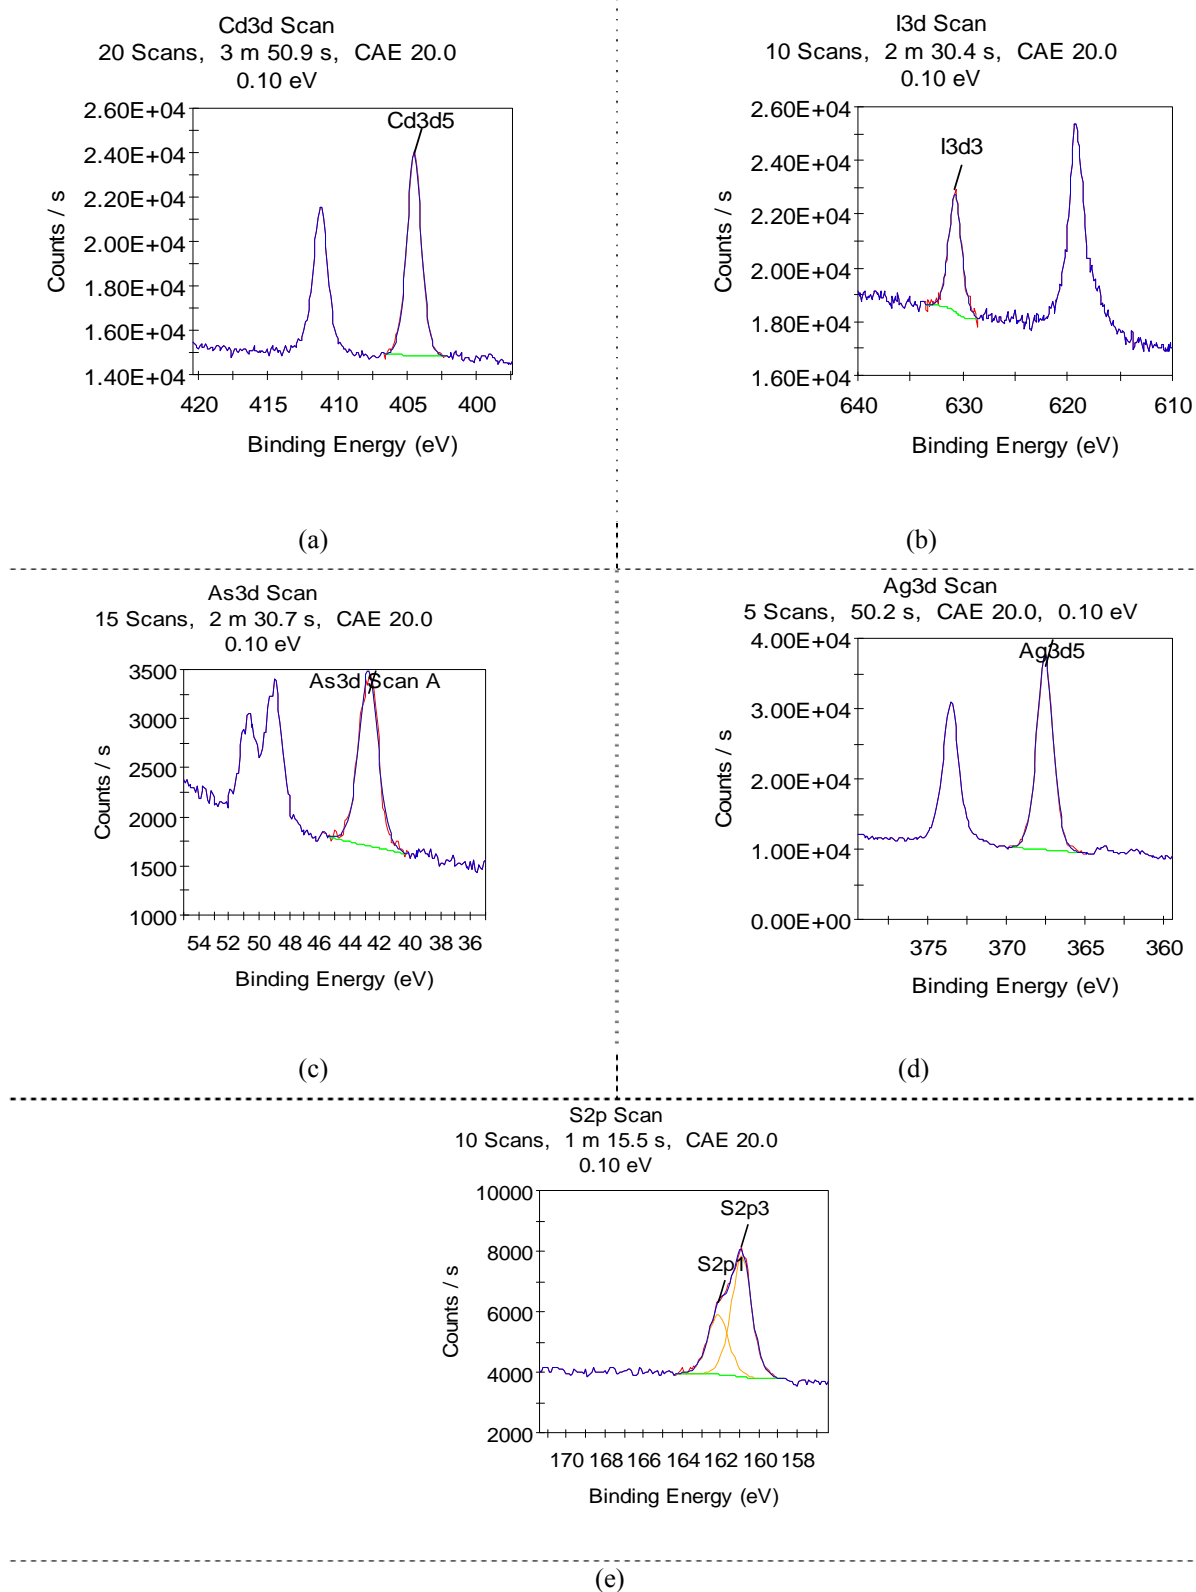 Cd3d Scan
20 Scans, 3 m 50.9 s, CAE 20.0
0.10 eV
2.60E+04
2.40E+04
2.20E+04
2.00E+04
1.80E+04
1.60E+04
1.40E+04
Cd3d5
Counts / s
420 415 410 405 400
Binding Energy (eV)
(a)
I3d Scan
10 Scans, 2 m 30.4 s, CAE 20.0
0.10 eV
2.60E+04
2.40E+04
2.20E+04
2.00E+04
1.80E+04
1.60E+04
I3d3
Counts / s
640 630 620 610
Binding Energy (eV)
(b)
As3d Scan
15 Scans, 2 m 30.7 s, CAE 20.0
0.10 eV
3500
3000
2500
2000
1500
1000
As3d Scan A
Counts / s
54 52 50 48 46 44 42 40 38 36
Binding Energy (eV)
(c)
Ag3d Scan
5 Scans, 50.2 s, CAE 20.0, 0.10 eV
4.00E+04
3.00E+04
2.00E+04
1.00E+04
0.00E+00
Ag3d5
Counts / s
375 370 365 360
Binding Energy (eV)
(d)
S2p Scan
10 Scans, 1 m 15.5 s, CAE 20.0
0.10 eV
10000
8000
6000
4000
2000
S2p3
S2p1
Counts / s
170 168 166 164 162 160 158
Binding Energy (eV)
(e)